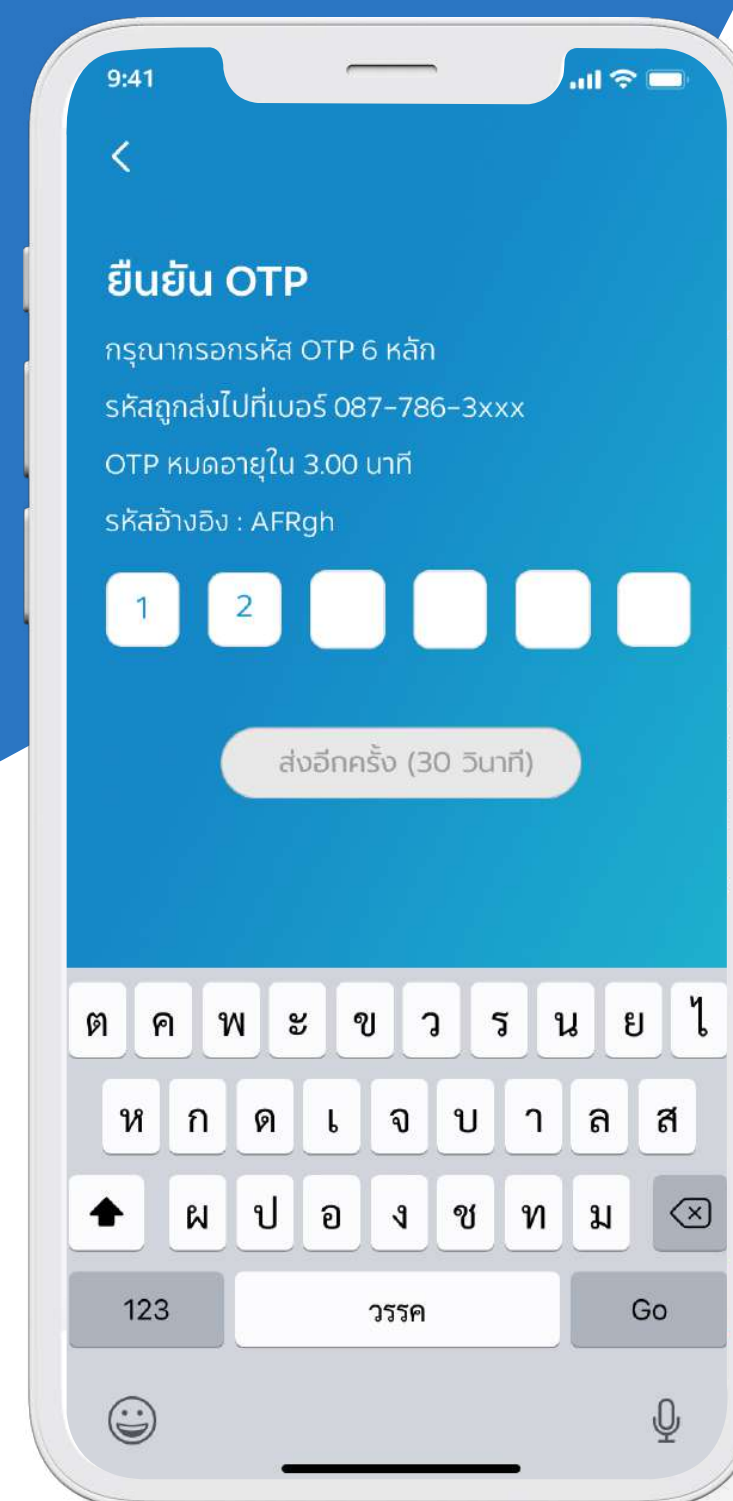 9:41
ยืนยัน OTP
กรุณากรอกรหัส OTP 6 หลัก
รหัสถูกส่งไปที่เบอร์ 087-786-3xxx
OTP หมดอายุใน 3.00 นาที
รหัสอ้างอิง : AFRgh
1 2
ส่งอีกครั้ง (30 วินาที)
ต ค พ ะ ข ว ร น ย ไ
ห ก ด เ จ บ า ล ส
ผ ป อ ง ช ท ม
123 วรรค Go